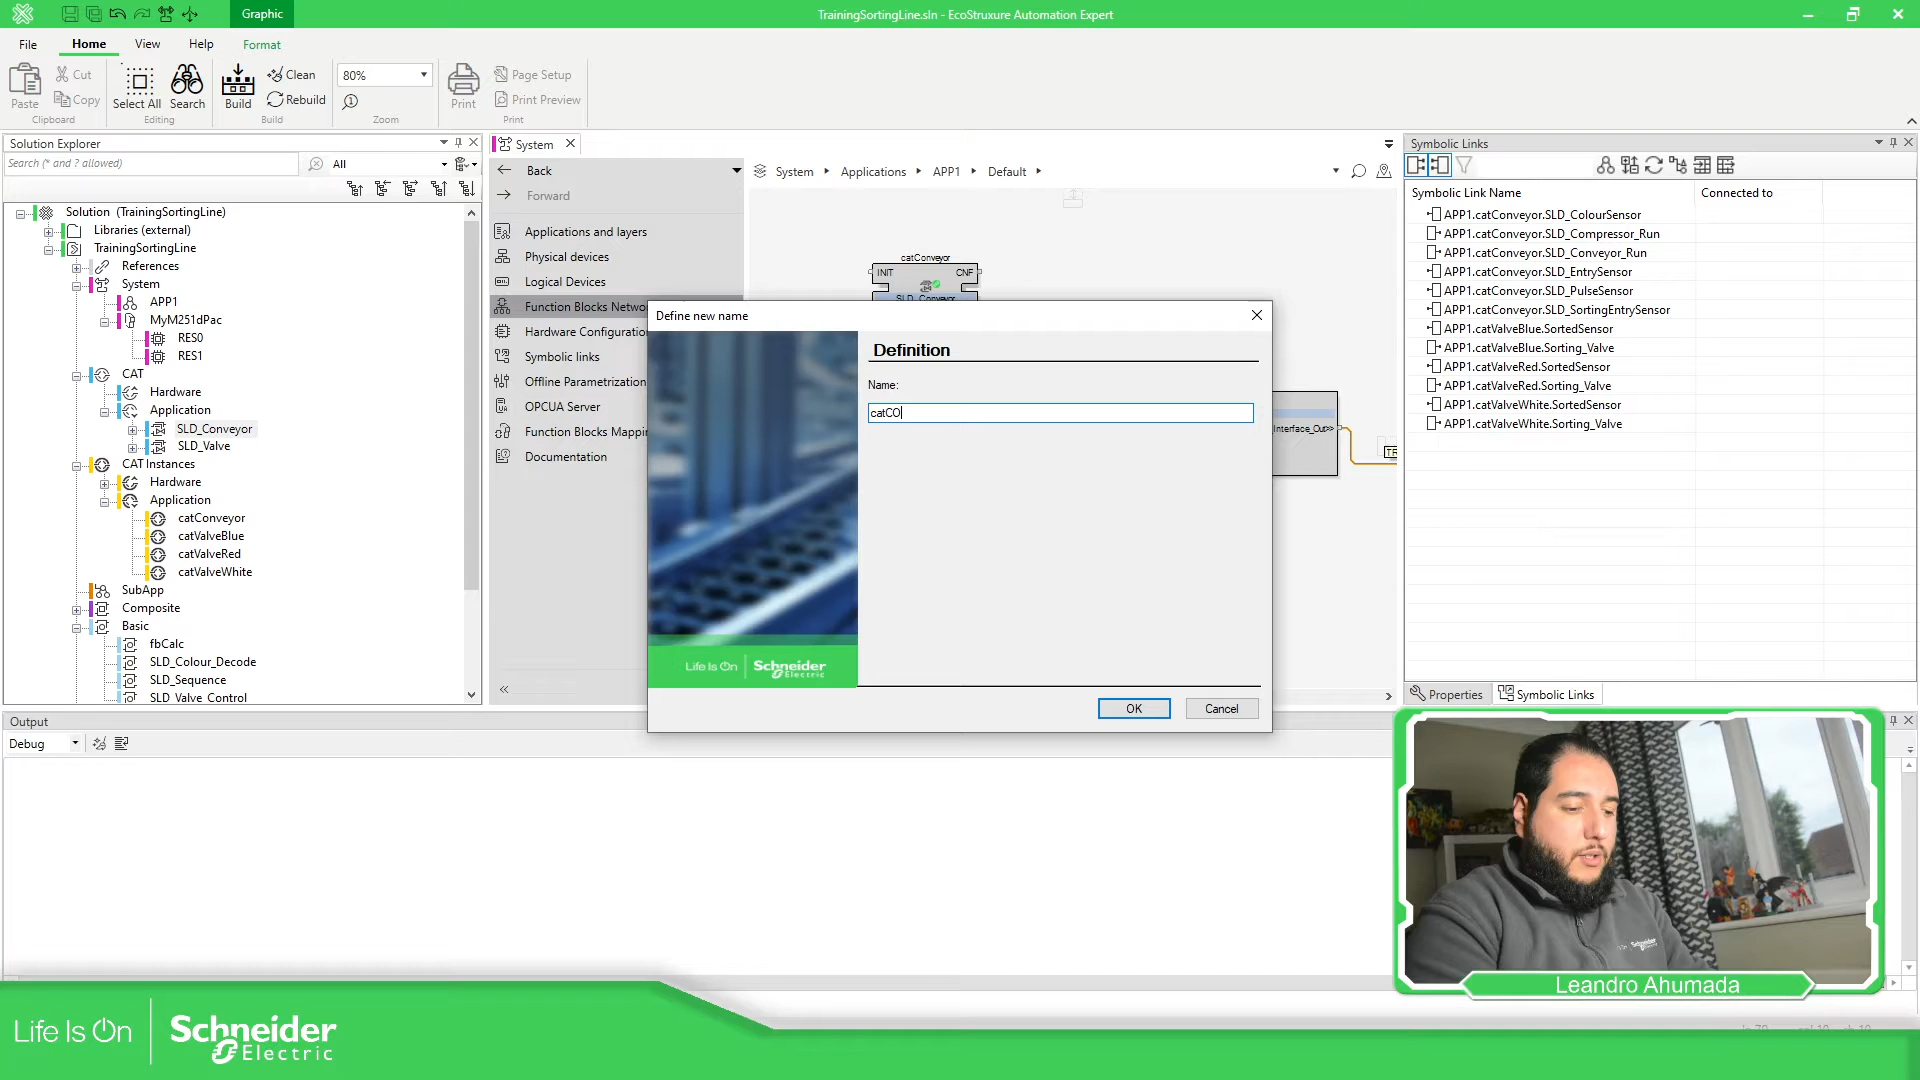 Graphic
TrainingSortingLine.sln - EcoStruxure Automation Expert
File
Home
View
Help
Format
Paste
Cut
Copy
Clipboard
Select All
Search
Editing
Build
Clean
Rebuild
Build
80%
Zoom
Print
Page Setup
Print Preview
Print
Solution Explorer
Search (* and ? allowed)
All
Solution (TrainingSortingLine)
Libraries (external)
TrainingSortingLine
References
System
APP1
MyM251dPac
RES0
RES1
CAT
Hardware
Application
SLD_Conveyor
SLD_Valve
CAT Instances
Hardware
Application
catConveyor
catValveBlue
catValveRed
catValveWhite
SubApp
Composite
Basic
fbCalc
SLD_Colour_Decode
SLD_Sequence
SLD_Valve_Control
System
Back
Forward
Applications and layers
Physical devices
Logical Devices
Function Blocks Netwo
Hardware Configuratio
Symbolic links
Offline Parametrization
OPCUA Server
Function Blocks Mappi
Documentation
System
Applications
APP1
Default
catConveyor
INIT
CNF
SLD_Conveyor
Interface_Out>>
Define new name
Definition
Name:
catCO
Life Is On | Schneider Electric
OK
Cancel
Symbolic Links
Symbolic Link Name
Connected to
APP1.catConveyor.SLD_ColourSensor
APP1.catConveyor.SLD_Compressor_Run
APP1.catConveyor.SLD_Conveyor_Run
APP1.catConveyor.SLD_EntrySensor
APP1.catConveyor.SLD_PulseSensor
APP1.catConveyor.SLD_SortingEntrySensor
APP1.catValveBlue.SortedSensor
APP1.catValveBlue.Sorting_Valve
APP1.catValveRed.SortedSensor
APP1.catValveRed.Sorting_Valve
APP1.catValveWhite.SortedSensor
APP1.catValveWhite.Sorting_Valve
Properties
Symbolic Links
Output
Debug
Schneider
Leandro Ahumada
Life Is On
Schneider
Electric